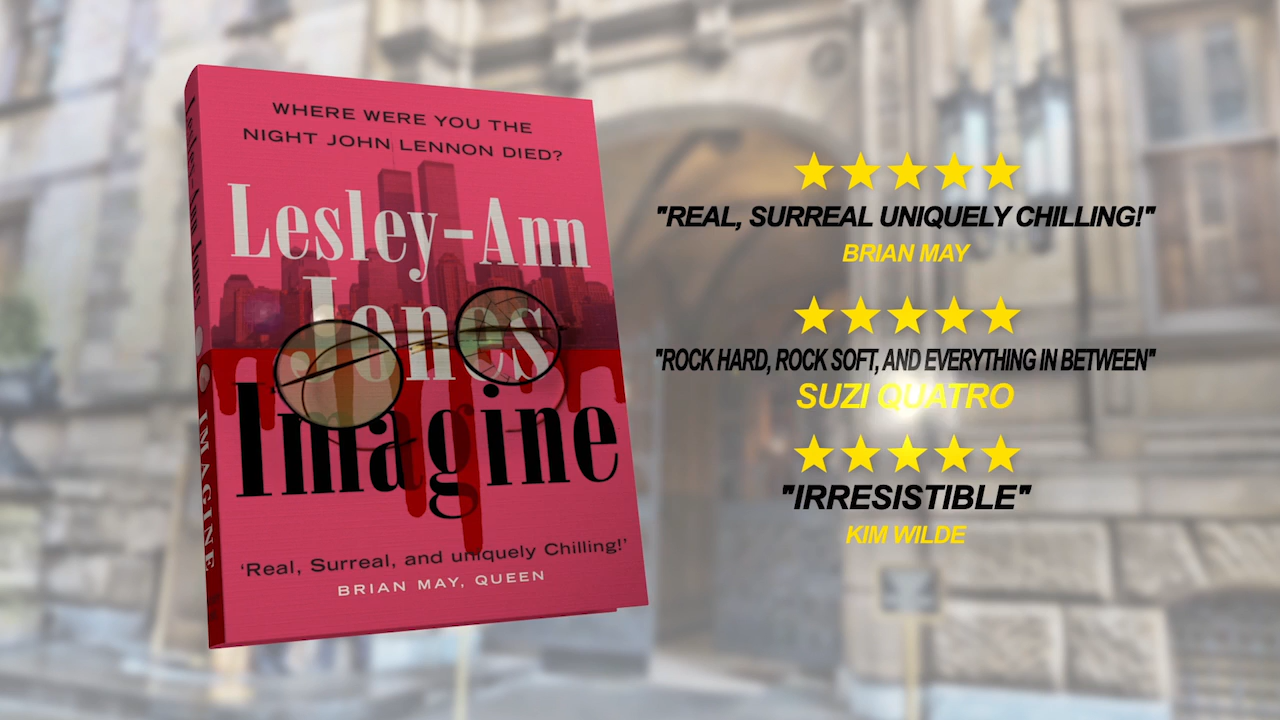 WHERE WERE YOU THE
NIGHT JOHN LENNON DIED?
Lesley-Ann
Jones
Imagine
'Real, Surreal, and uniquely Chilling!'
BRIAN MAY, QUEEN
Lesley-Ann Jones
IMAGINE
"REAL, SURREAL UNIQUELY CHILLING!"
BRIAN MAY
"ROCK HARD, ROCK SOFT, AND EVERYTHING IN BETWEEN"
SUZI QUATRO
"IRRESISTIBLE"
KIM WILDE